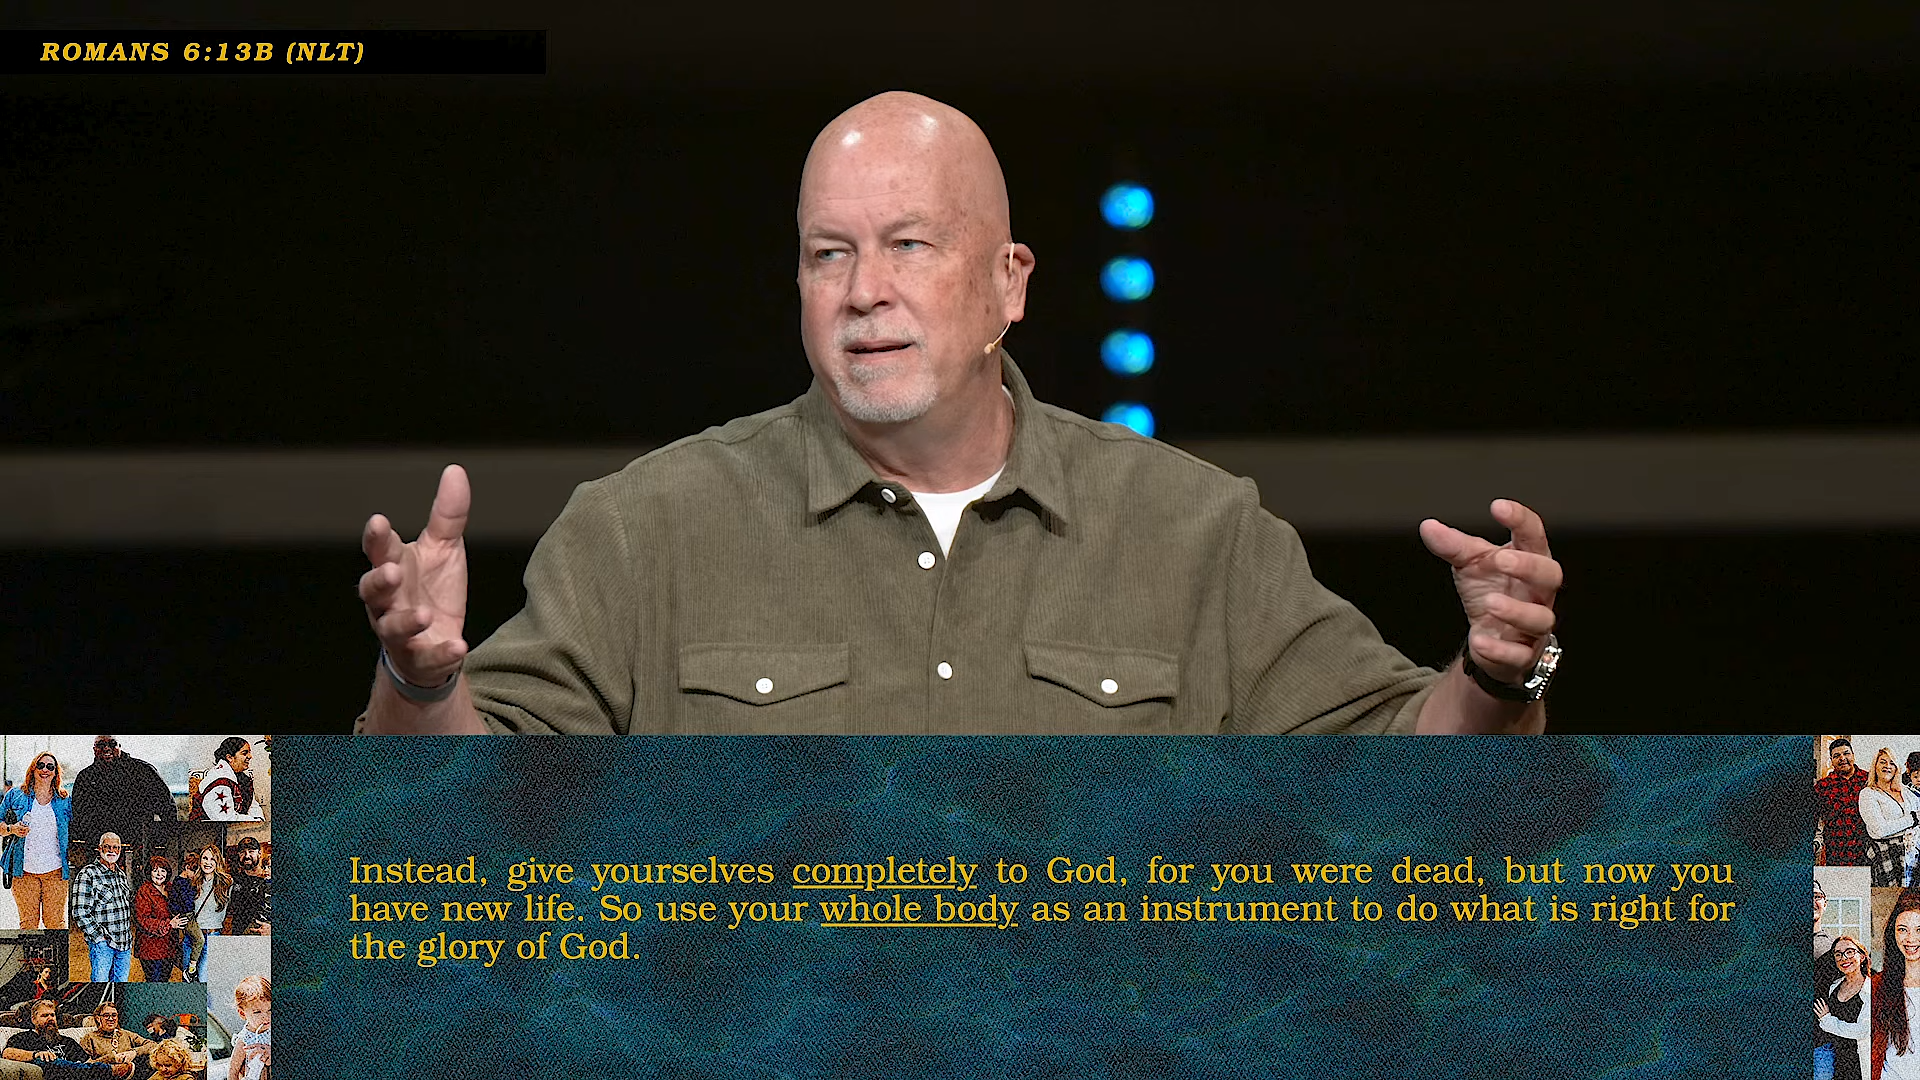 ROMANS 6:13B (NLT)
Instead, give yourselves completely to God, for you were dead, but now you
have new life. So use your whole body as an instrument to do what is right for
the glory of God.